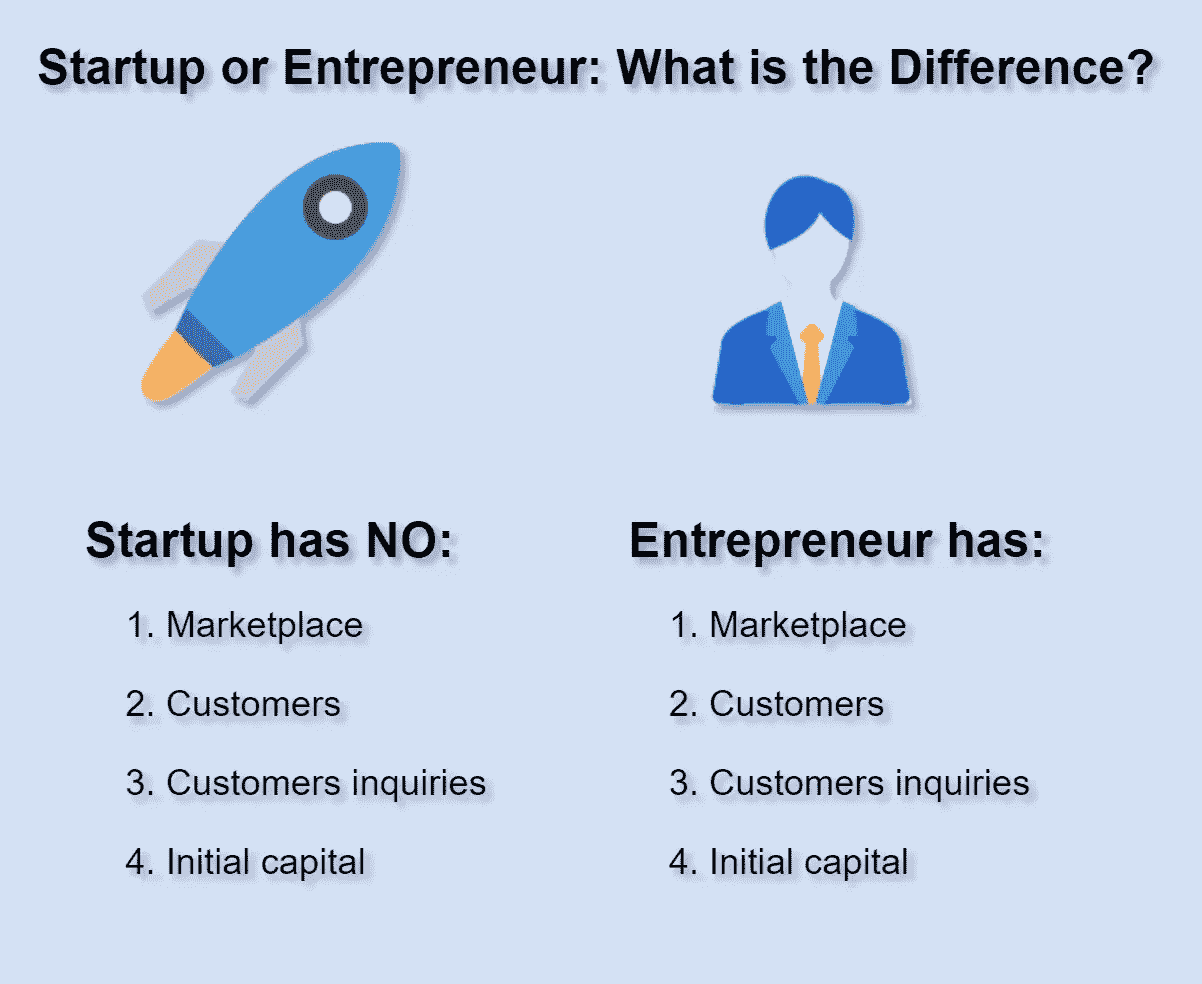 Startup or Entrepreneur: What is the Difference?
Startup has NO:
1. Marketplace
2. Customers
3. Customers inquiries
4. Initial capital
Entrepreneur has:
1. Marketplace
2. Customers
3. Customers inquiries
4. Initial capital